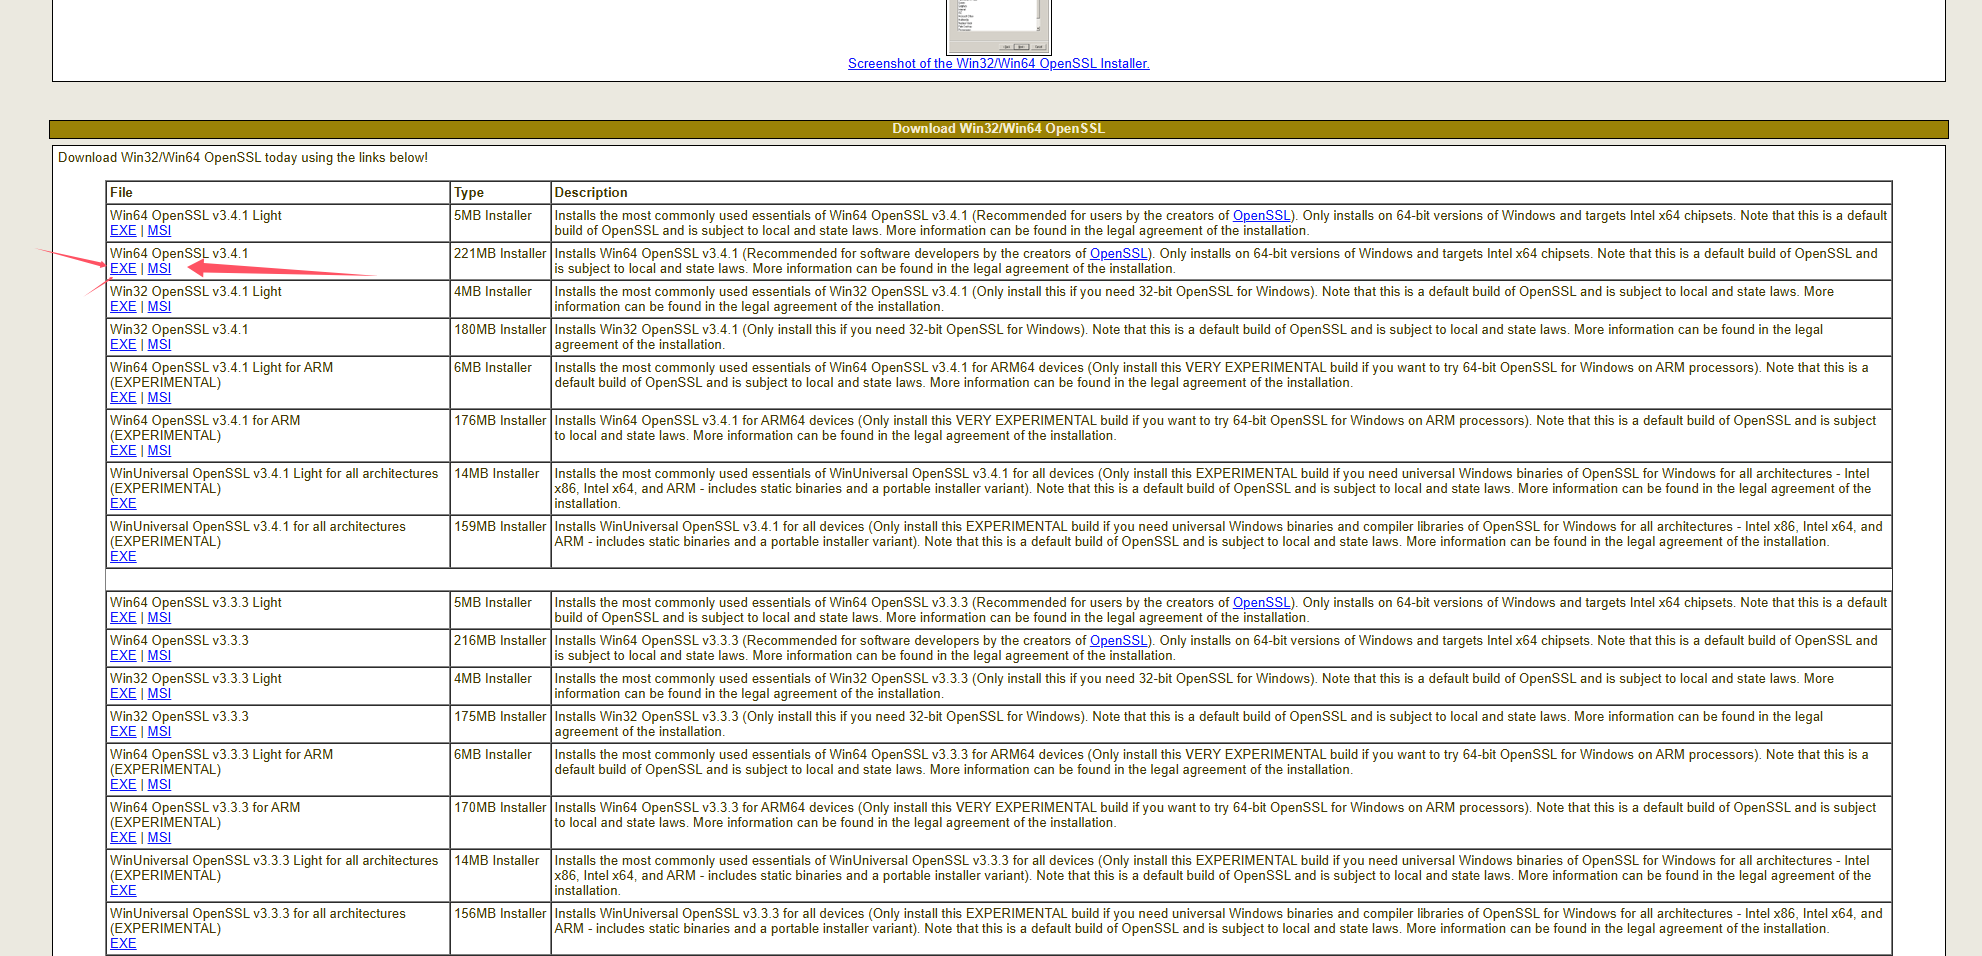 Screenshot of the Win32/Win64 OpenSSL Installer.
Download Win32/Win64 OpenSSL
Download Win32/Win64 OpenSSL today using the links below!
File Type Description
Win64 OpenSSL v3.4.1 Light
EXE | MSI
5MB Installer
Installs the most commonly used essentials of Win64 OpenSSL v3.4.1 (Recommended for users by the creators of OpenSSL). Only installs on 64-bit versions of Windows and targets Intel x64 chipsets. Note that this is a default
build of OpenSSL and is subject to local and state laws. More information can be found in the legal agreement of the installation.
Win64 OpenSSL v3.4.1
EXE | MSI
221MB Installer
Installs Win64 OpenSSL v3.4.1 (Recommended for software developers by the creators of OpenSSL). Only installs on 64-bit versions of Windows and targets Intel x64 chipsets. Note that this is a default build of OpenSSL and
is subject to local and state laws. More information can be found in the legal agreement of the installation.
Win32 OpenSSL v3.4.1 Light
EXE | MSI
4MB Installer
Installs the most commonly used essentials of Win32 OpenSSL v3.4.1 (Only install this if you need 32-bit OpenSSL for Windows). Note that this is a default build of OpenSSL and is subject to local and state laws. More
information can be found in the legal agreement of the installation.
Win32 OpenSSL v3.4.1
EXE | MSI
180MB Installer
Installs Win32 OpenSSL v3.4.1 (Only install this if you need 32-bit OpenSSL for Windows). Note that this is a default build of OpenSSL and is subject to local and state laws. More information can be found in the legal
agreement of the installation.
Win64 OpenSSL v3.4.1 Light for ARM
(EXPERIMENTAL)
EXE | MSI
6MB Installer
Installs the most commonly used essentials of Win64 OpenSSL v3.4.1 for ARM64 devices (Only install this VERY EXPERIMENTAL build if you want to try 64-bit OpenSSL for Windows on ARM processors). Note that this is a
default build of OpenSSL and is subject to local and state laws. More information can be found in the legal agreement of the installation.
Win64 OpenSSL v3.4.1 for ARM
(EXPERIMENTAL)
EXE | MSI
176MB Installer
Installs Win64 OpenSSL v3.4.1 for ARM64 devices (Only install this VERY EXPERIMENTAL build if you want to try 64-bit OpenSSL for Windows on ARM processors). Note that this is a default build of OpenSSL and is subject
to local and state laws. More information can be found in the legal agreement of the installation.
WinUniversal OpenSSL v3.4.1 Light for all architectures
(EXPERIMENTAL)
EXE
14MB Installer
Installs the most commonly used essentials of WinUniversal OpenSSL v3.4.1 for all devices (Only install this EXPERIMENTAL build if you need universal Windows binaries of OpenSSL for Windows for all architectures - Intel
x86, Intel x64, and ARM - includes static binaries and a portable installer variant). Note that this is a default build of OpenSSL and is subject to local and state laws. More information can be found in the legal agreement of the
installation.
WinUniversal OpenSSL v3.4.1 for all architectures
(EXPERIMENTAL)
EXE
159MB Installer
Installs WinUniversal OpenSSL v3.4.1 for all devices (Only install this EXPERIMENTAL build if you need universal Windows binaries and compiler libraries of OpenSSL for Windows for all architectures - Intel x86, Intel x64, and
ARM - includes static binaries and a portable installer variant). Note that this is a default build of OpenSSL and is subject to local and state laws. More information can be found in the legal agreement of the installation.
Win64 OpenSSL v3.3.3 Light
EXE | MSI
5MB Installer
Installs the most commonly used essentials of Win64 OpenSSL v3.3.3 (Recommended for users by the creators of OpenSSL). Only installs on 64-bit versions of Windows and targets Intel x64 chipsets. Note that this is a default
build of OpenSSL and is subject to local and state laws. More information can be found in the legal agreement of the installation.
Win64 OpenSSL v3.3.3
EXE | MSI
216MB Installer
Installs Win64 OpenSSL v3.3.3 (Recommended for software developers by the creators of OpenSSL). Only installs on 64-bit versions of Windows and targets Intel x64 chipsets. Note that this is a default build of OpenSSL and
is subject to local and state laws. More information can be found in the legal agreement of the installation.
Win32 OpenSSL v3.3.3 Light
EXE | MSI
4MB Installer
Installs the most commonly used essentials of Win32 OpenSSL v3.3.3 (Only install this if you need 32-bit OpenSSL for Windows). Note that this is a default build of OpenSSL and is subject to local and state laws. More
information can be found in the legal agreement of the installation.
Win32 OpenSSL v3.3.3
EXE | MSI
175MB Installer
Installs Win32 OpenSSL v3.3.3 (Only install this if you need 32-bit OpenSSL for Windows). Note that this is a default build of OpenSSL and is subject to local and state laws. More information can be found in the legal
agreement of the installation.
Win64 OpenSSL v3.3.3 Light for ARM
(EXPERIMENTAL)
EXE | MSI
6MB Installer
Installs the most commonly used essentials of Win64 OpenSSL v3.3.3 for ARM64 devices (Only install this VERY EXPERIMENTAL build if you want to try 64-bit OpenSSL for Windows on ARM processors). Note that this is a
default build of OpenSSL and is subject to local and state laws. More information can be found in the legal agreement of the installation.
Win64 OpenSSL v3.3.3 for ARM
(EXPERIMENTAL)
EXE | MSI
170MB Installer
Installs Win64 OpenSSL v3.3.3 for ARM64 devices (Only install this VERY EXPERIMENTAL build if you want to try 64-bit OpenSSL for Windows on ARM processors). Note that this is a default build of OpenSSL and is subject
to local and state laws. More information can be found in the legal agreement of the installation.
WinUniversal OpenSSL v3.3.3 Light for all architectures
(EXPERIMENTAL)
EXE
14MB Installer
Installs the most commonly used essentials of WinUniversal OpenSSL v3.3.3 for all devices (Only install this EXPERIMENTAL build if you need universal Windows binaries of OpenSSL for Windows for all architectures - Intel
x86, Intel x64, and ARM - includes static binaries and a portable installer variant). Note that this is a default build of OpenSSL and is subject to local and state laws. More information can be found in the legal agreement of the
installation.
WinUniversal OpenSSL v3.3.3 for all architectures
(EXPERIMENTAL)
EXE
156MB Installer
Installs WinUniversal OpenSSL v3.3.3 for all devices (Only install this EXPERIMENTAL build if you need universal Windows binaries and compiler libraries of OpenSSL for Windows for all architectures - Intel x86, Intel x64, and
ARM - includes static binaries and a portable installer variant). Note that this is a default build of OpenSSL and is subject to local and state laws. More information can be found in the legal agreement of the installation.